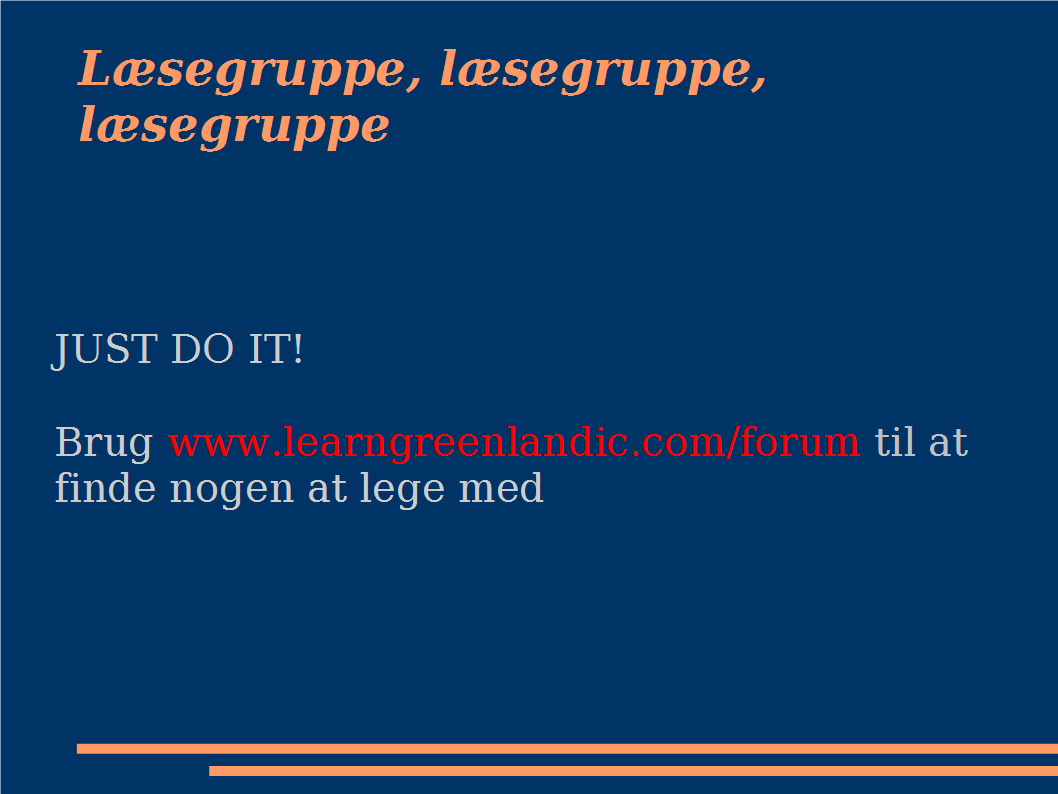 Læsegruppe, læsegruppe,
læsegruppe
JUST DO IT!
Brug www.learngreenlandic.com/forum til at
finde nogen at lege med